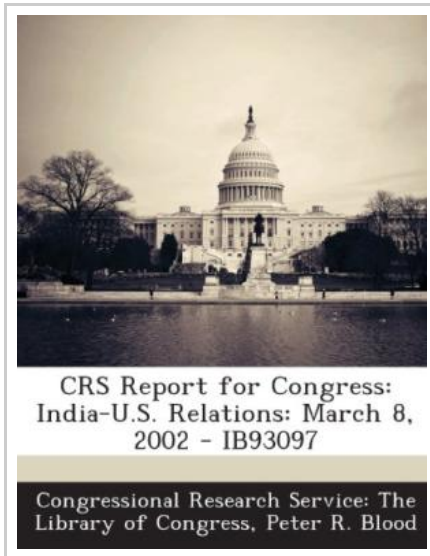 CRS Report for Congress:
India-U.S. Relations: March 8,
2002 - IB93097
Congressional Research Service: The
Library of Congress, Peter R. Blood